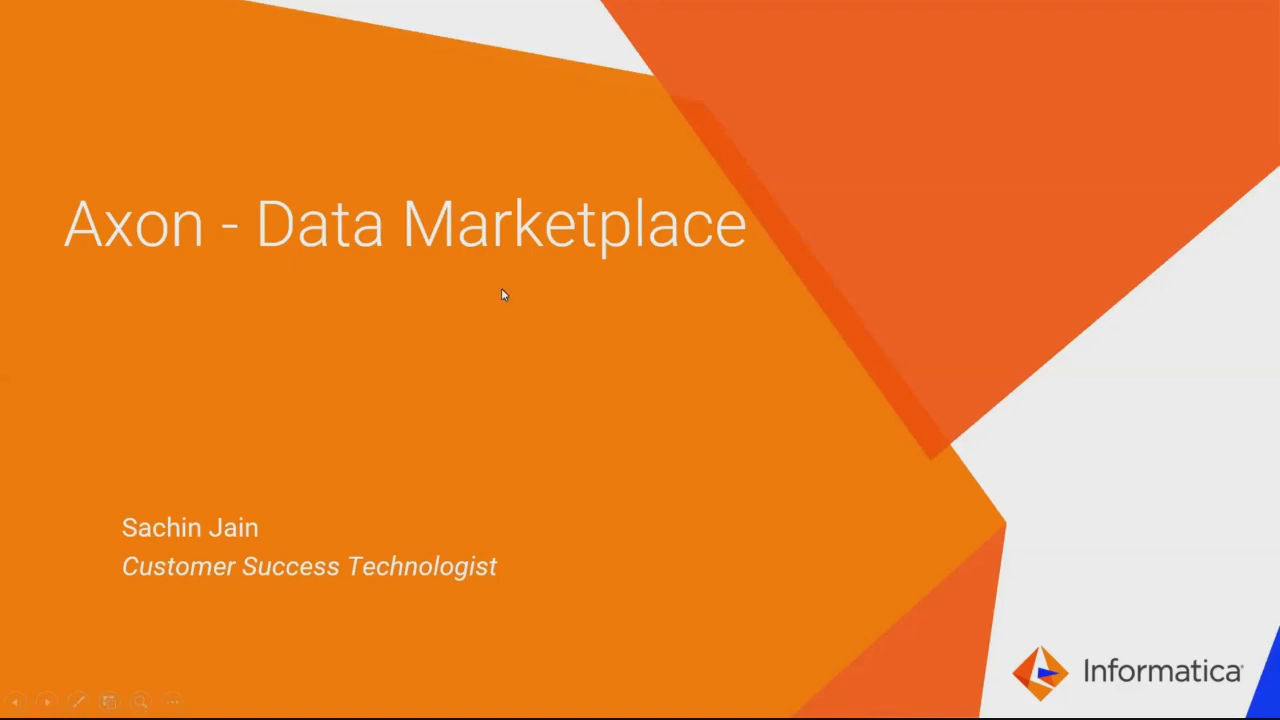 Axon - Data Marketplace
Sachin Jain
Customer Success Technologist
Informatica